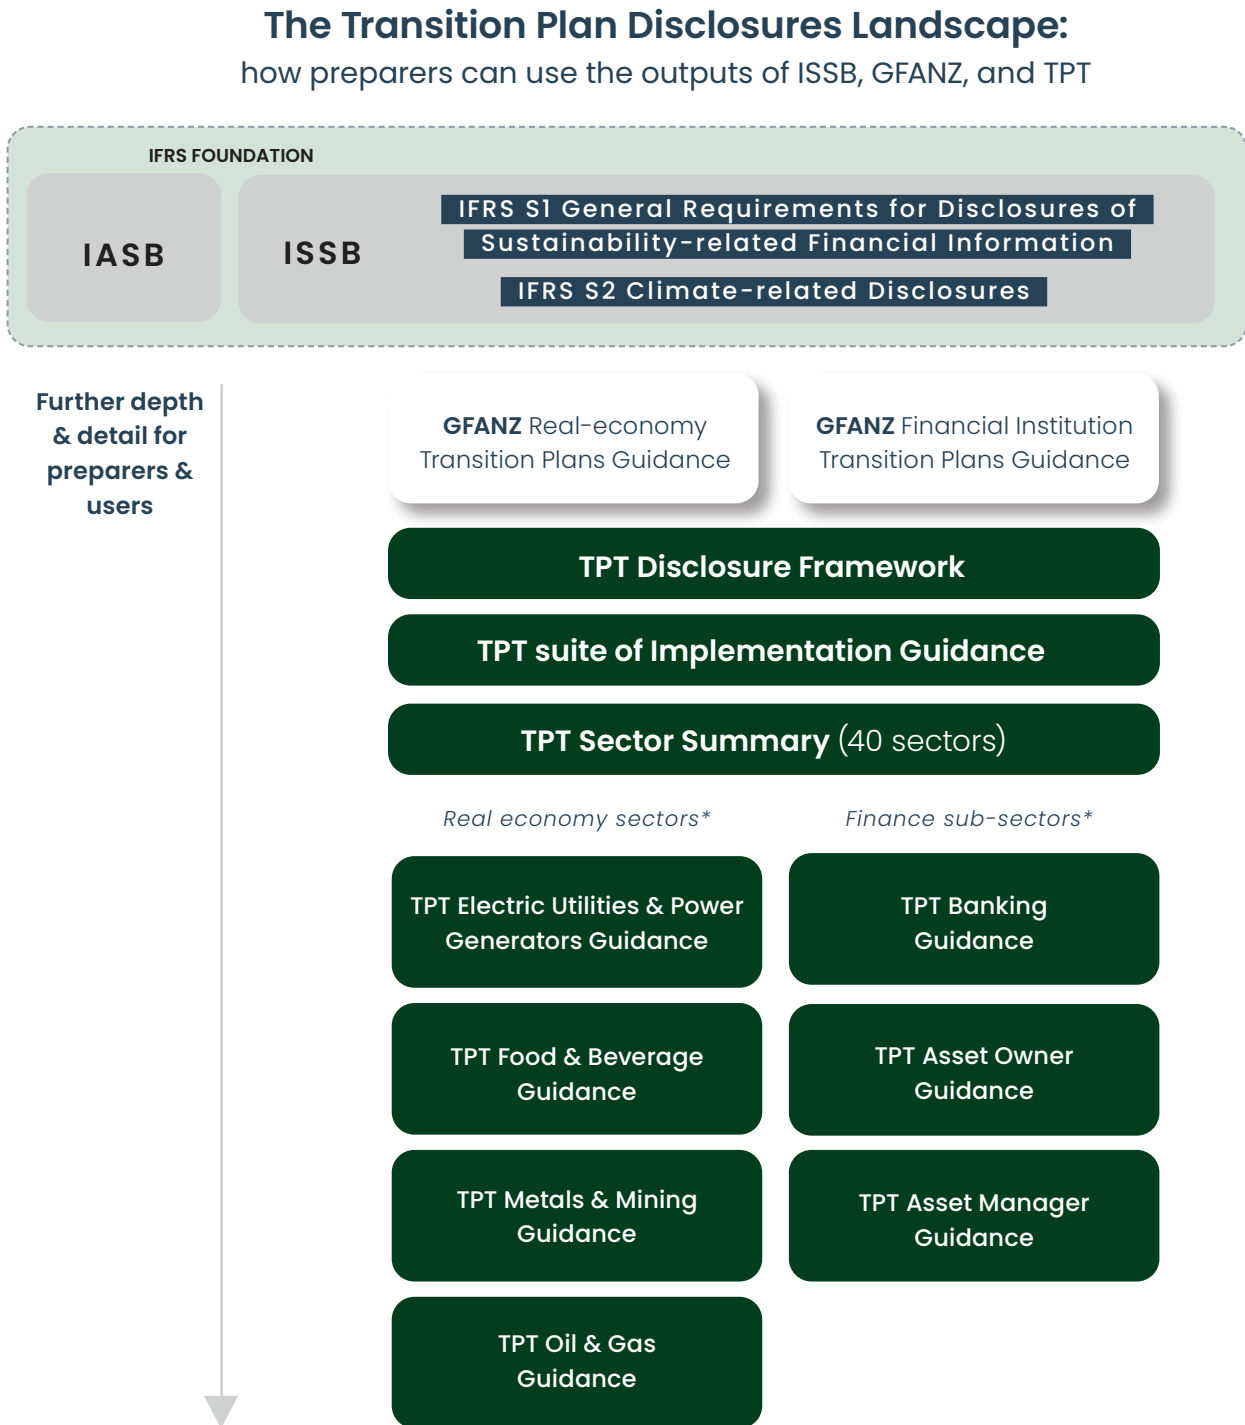 The Transition Plan Disclosures Landscape:
how preparers can use the outputs of ISSB, GFANZ, and TPT
IFRS FOUNDATION
IASB
ISSB
IFRS S1 General Requirements for Disclosures of
Sustainability-related Financial Information
IFRS S2 Climate-related Disclosures
Further depth
& detail for
preparers &
users
GFANZ Real-economy
Transition Plans Guidance
GFANZ Financial Institution
Transition Plans Guidance
TPT Disclosure Framework
TPT suite of Implementation Guidance
TPT Sector Summary (40 sectors)
Real economy sectors*
Finance sub-sectors*
TPT Electric Utilities & Power
Generators Guidance
TPT Banking
Guidance
TPT Food & Beverage
Guidance
TPT Asset Owner
Guidance
TPT Metals & Mining
Guidance
TPT Asset Manager
Guidance
TPT Oil & Gas
Guidance